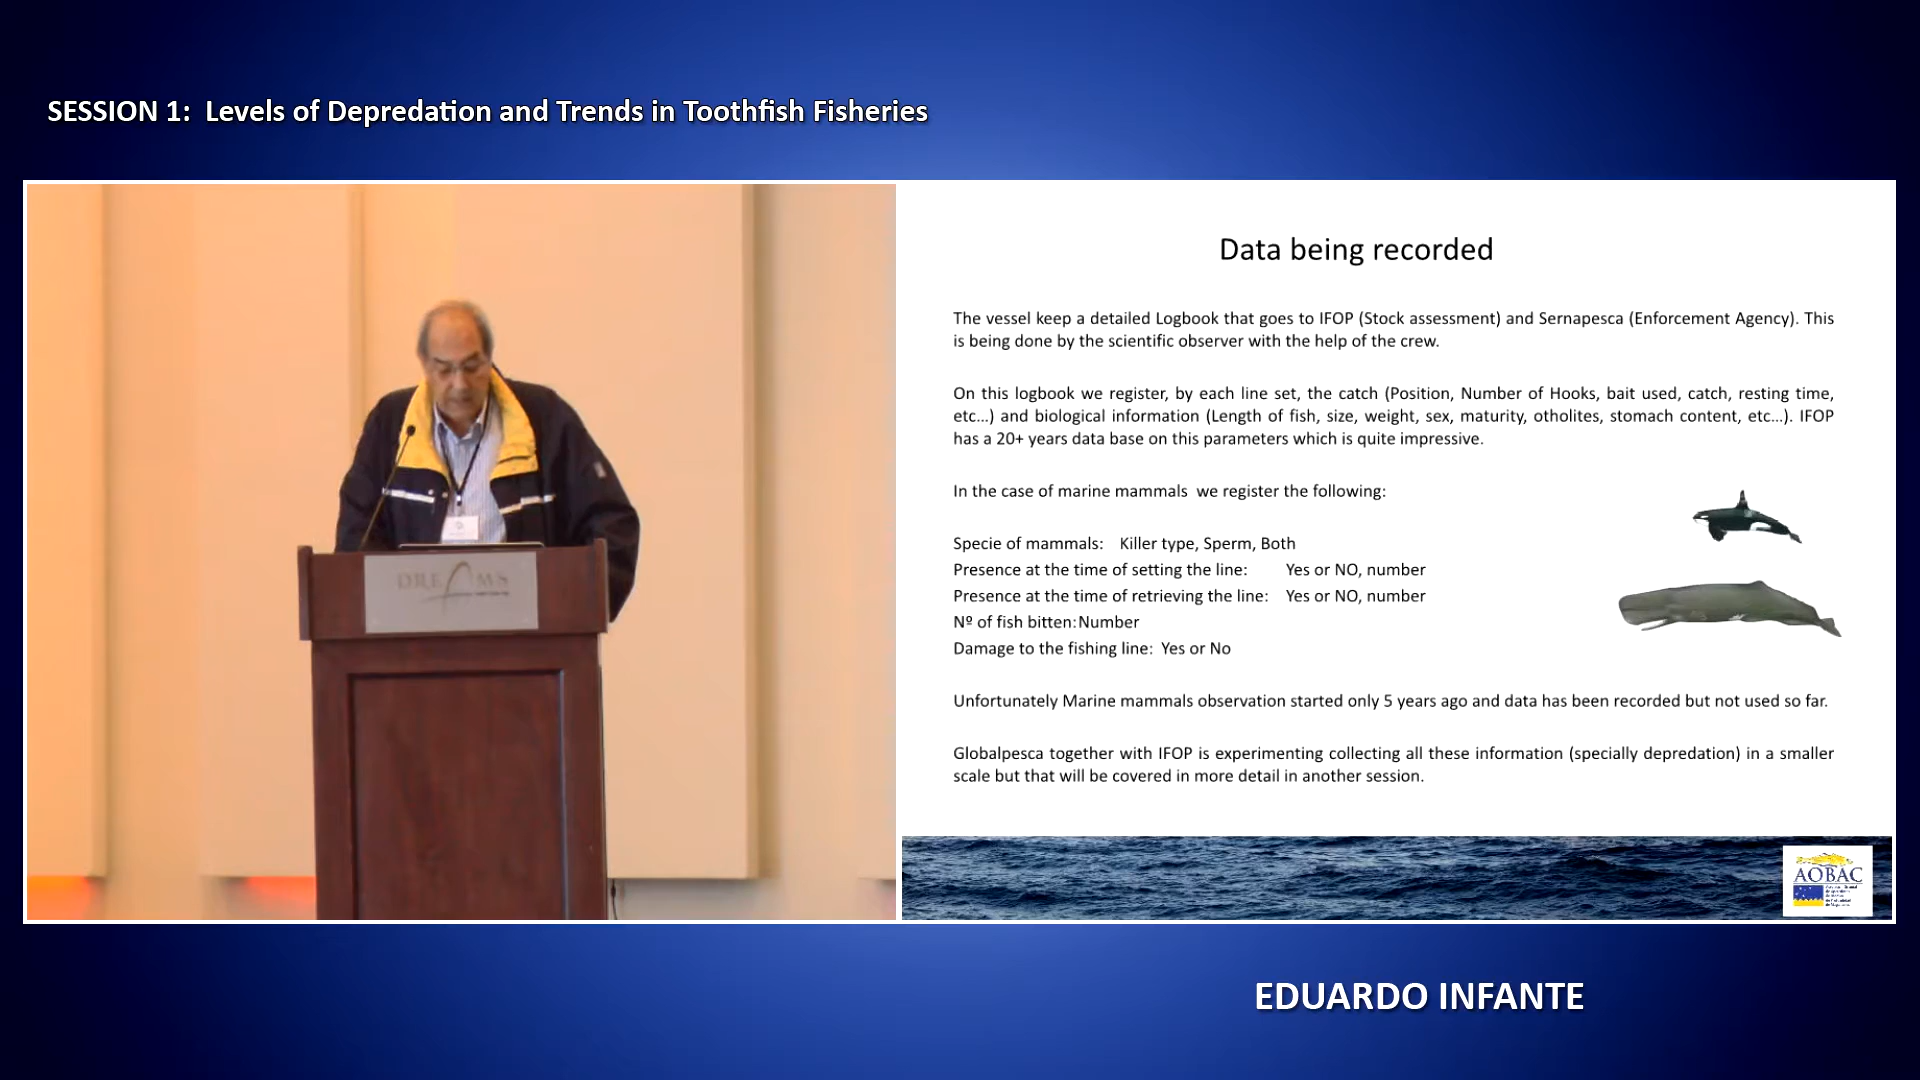 SESSION 1: Levels of Depredation and Trends in Toothfish Fisheries
DREAMS
Data being recorded
The vessel keep a detailed Logbook that goes to IFOP (Stock assessment) and Sernapesca (Enforcement Agency). This
is being done by the scientific observer with the help of the crew.
On this logbook we register, by each line set, the catch (Position, Number of Hooks, bait used, catch, resting time,
etc...) and biological information (Length of fish, size, weight, sex, maturity, otholites, stomach content, etc...). IFOP
has a 20+ years data base on this parameters which is quite impressive.
In the case of marine mammals we register the following:
Specie of mammals: Killer type, Sperm, Both
Presence at the time of setting the line: Yes or NO, number
Presence at the time of retrieving the line: Yes or NO, number
Nº of fish bitten: Number
Damage to the fishing line: Yes or No
Unfortunately Marine mammals observation started only 5 years ago and data has been recorded but not used so far.
Globalpesca together with IFOP is experimenting collecting all these information (specially depredation) in a smaller
scale but that will be covered in more detail in another session.
AOBAC
EDUARDO INFANTE